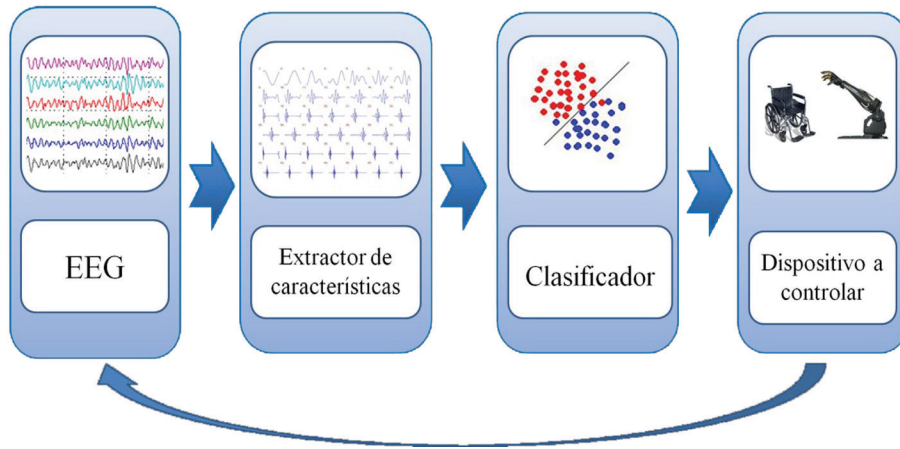 EEG
Extractor de
características
Clasificador
Dispositivo a
controlar